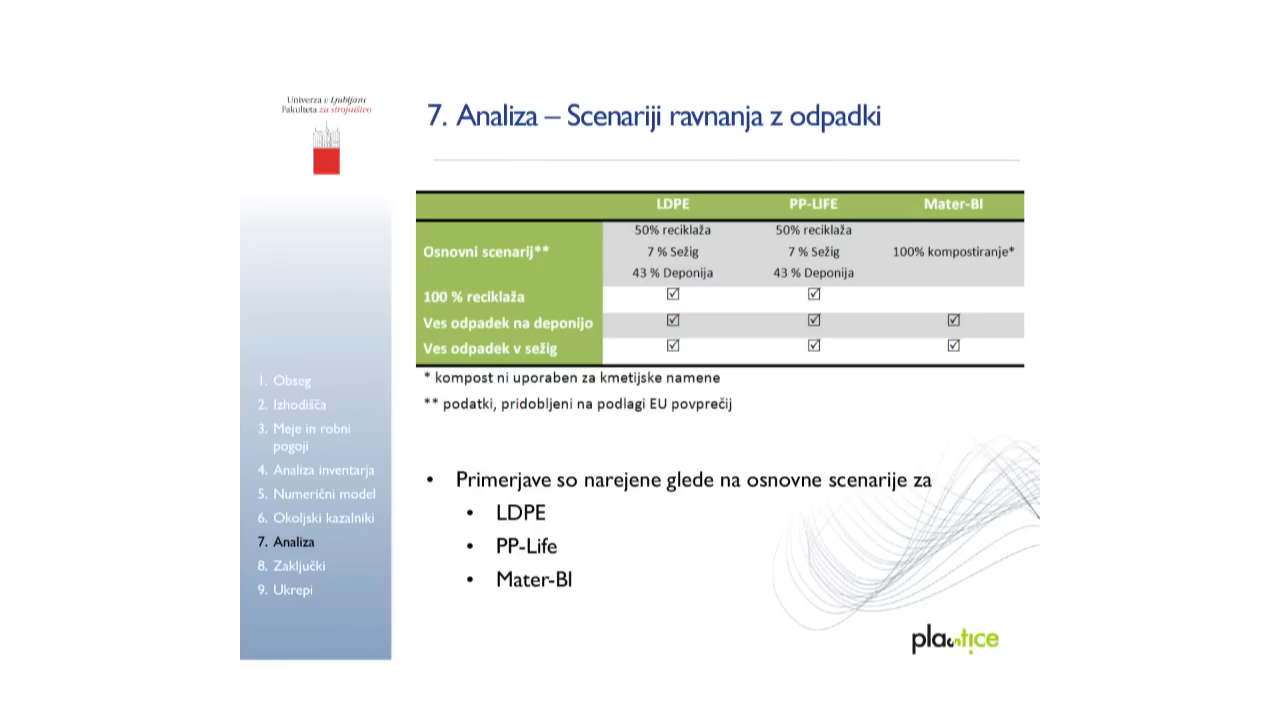 Univerza v Ljubljani
Fakulteta za strojništvo
7. Analiza – Scenariji ravnanja z odpadki
LDPE PP-LIFE Mater-BI
Osnovni scenarij**
50% reciklaža 50% reciklaža
7 % Sežig 7 % Sežig 100% kompostiranje*
43 % Deponija 43 % Deponija
100 % reciklaža ☑ ☑
Ves odpadek na deponijo ☑ ☑ ☑
Ves odpadek v sežig ☑ ☑ ☑
* kompost ni uporaben za kmetijske namene
** podatki, pridobljeni na podlagi EU povprečij
1. Obseg
2. Izhodišča
3. Meje in robni
pogoji
4. Analiza inventarja
5. Numerični model
6. Okoljski kazalniki
7. Analiza
8. Zaključki
9. Ukrepi
• Primerjave so narejene glede na osnovne scenarije za
• LDPE
• PP-Life
• Mater-BI
plastice